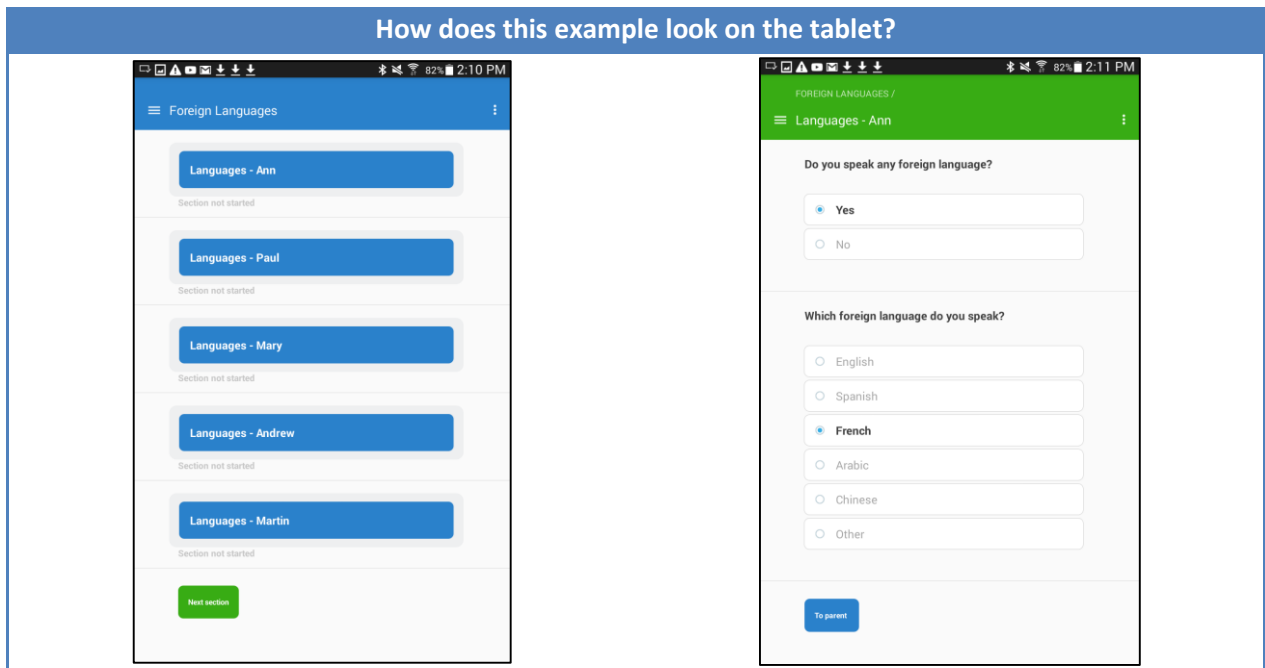 How does this example look on the tablet?
82% 2:10 PM
Foreign Languages
Languages - Ann
Section not started
Languages - Paul
Section not started
Languages - Mary
Section not started
Languages - Andrew
Section not started
Languages - Martin
Section not started
Next section
82% 2:11 PM
FOREIGN LANGUAGES /
Languages - Ann
Do you speak any foreign language?
Yes
No
Which foreign language do you speak?
English
Spanish
French
Arabic
Chinese
Other
To parent